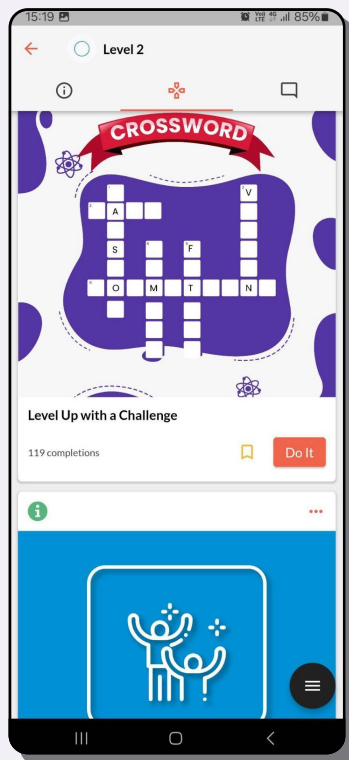 15:19 85%
Level 2
CROSSWORD
V
A
S F
O M T N
Level Up with a Challenge
119 completions
Do It